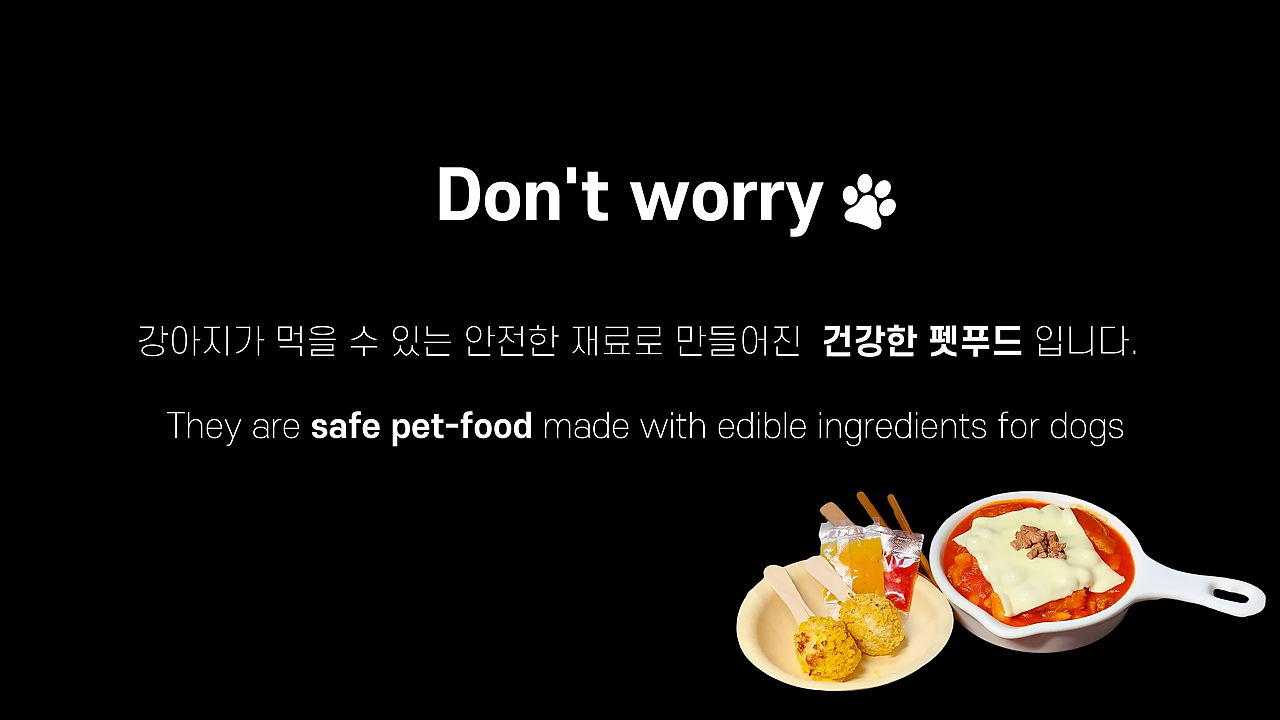 Don't worry
강아지가 먹을 수 있는 안전한 재료로 만들어진 건강한 펫푸드 입니다.
They are safe pet-food made with edible ingredients for dogs